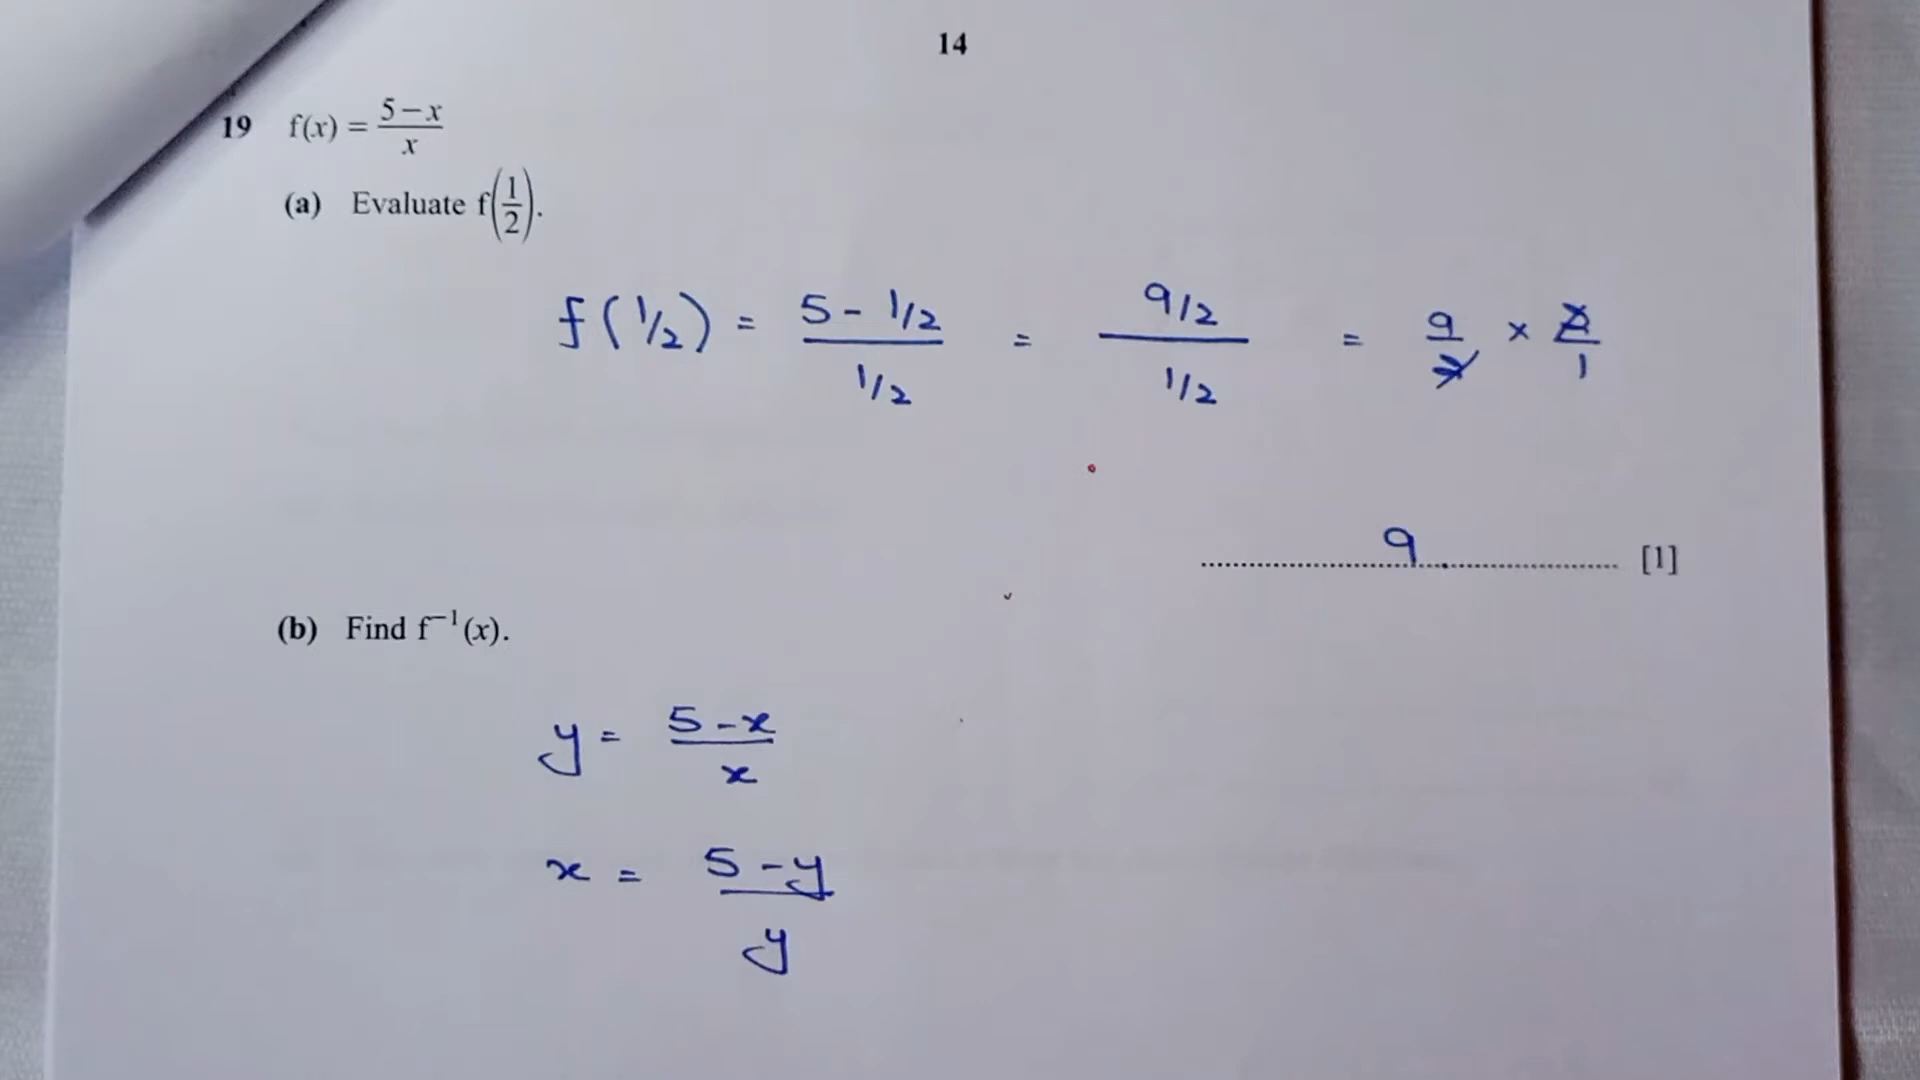 14
19 f(x) = 5−x / x
(a) Evaluate f(1/2).
f(1/2) = 5 - 1/2 / 1/2 = 9/2 / 1/2 = 9/2 × 2/1
9 [1]
(b) Find f⁻¹(x).
y = 5 - x / x
x = 5 - y / y